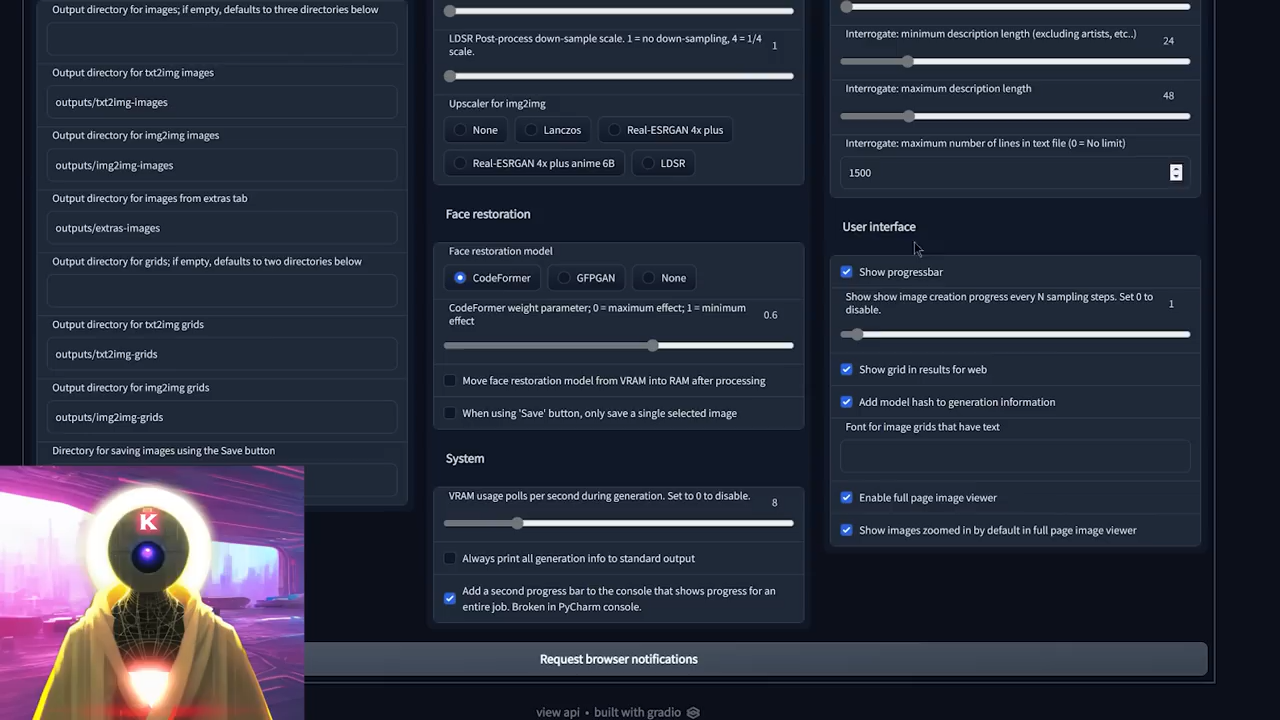 Output directory for images; if empty, defaults to three directories below
Output directory for txt2img images
outputs/txt2img-images
Output directory for img2img images
outputs/img2img-images
Output directory for images from extras tab
outputs/extras-images
Output directory for grids; if empty, defaults to two directories below
Output directory for txt2img grids
outputs/txt2img-grids
Output directory for img2img grids
outputs/img2img-grids
Directory for saving images using the Save button
K
LDSR Post-process down-sample scale. 1 = no down-sampling, 4 = 1/4
scale.
1
Upscaler for img2img
None
Lanczos
Real-ESRGAN 4x plus
Real-ESRGAN 4x plus anime 6B
LDSR
Face restoration
Face restoration model
CodeFormer
GFPGAN
None
CodeFormer weight parameter; 0 = maximum effect; 1 = minimum
effect
0.6
Move face restoration model from VRAM into RAM after processing
When using 'Save' button, only save a single selected image
System
VRAM usage polls per second during generation. Set to 0 to disable.
8
Always print all generation info to standard output
Add a second progress bar to the console that shows progress for an
entire job. Broken in PyCharm console.
Interrogate: minimum description length (excluding artists, etc..)
24
Interrogate: maximum description length
48
Interrogate: maximum number of lines in text file (0 = No limit)
1500
User interface
Show progressbar
Show show image creation progress every N sampling steps. Set 0 to
disable.
1
Show grid in results for web
Add model hash to generation information
Font for image grids that have text
Enable full page image viewer
Show images zoomed in by default in full page image viewer
Request browser notifications
view api • built with gradio